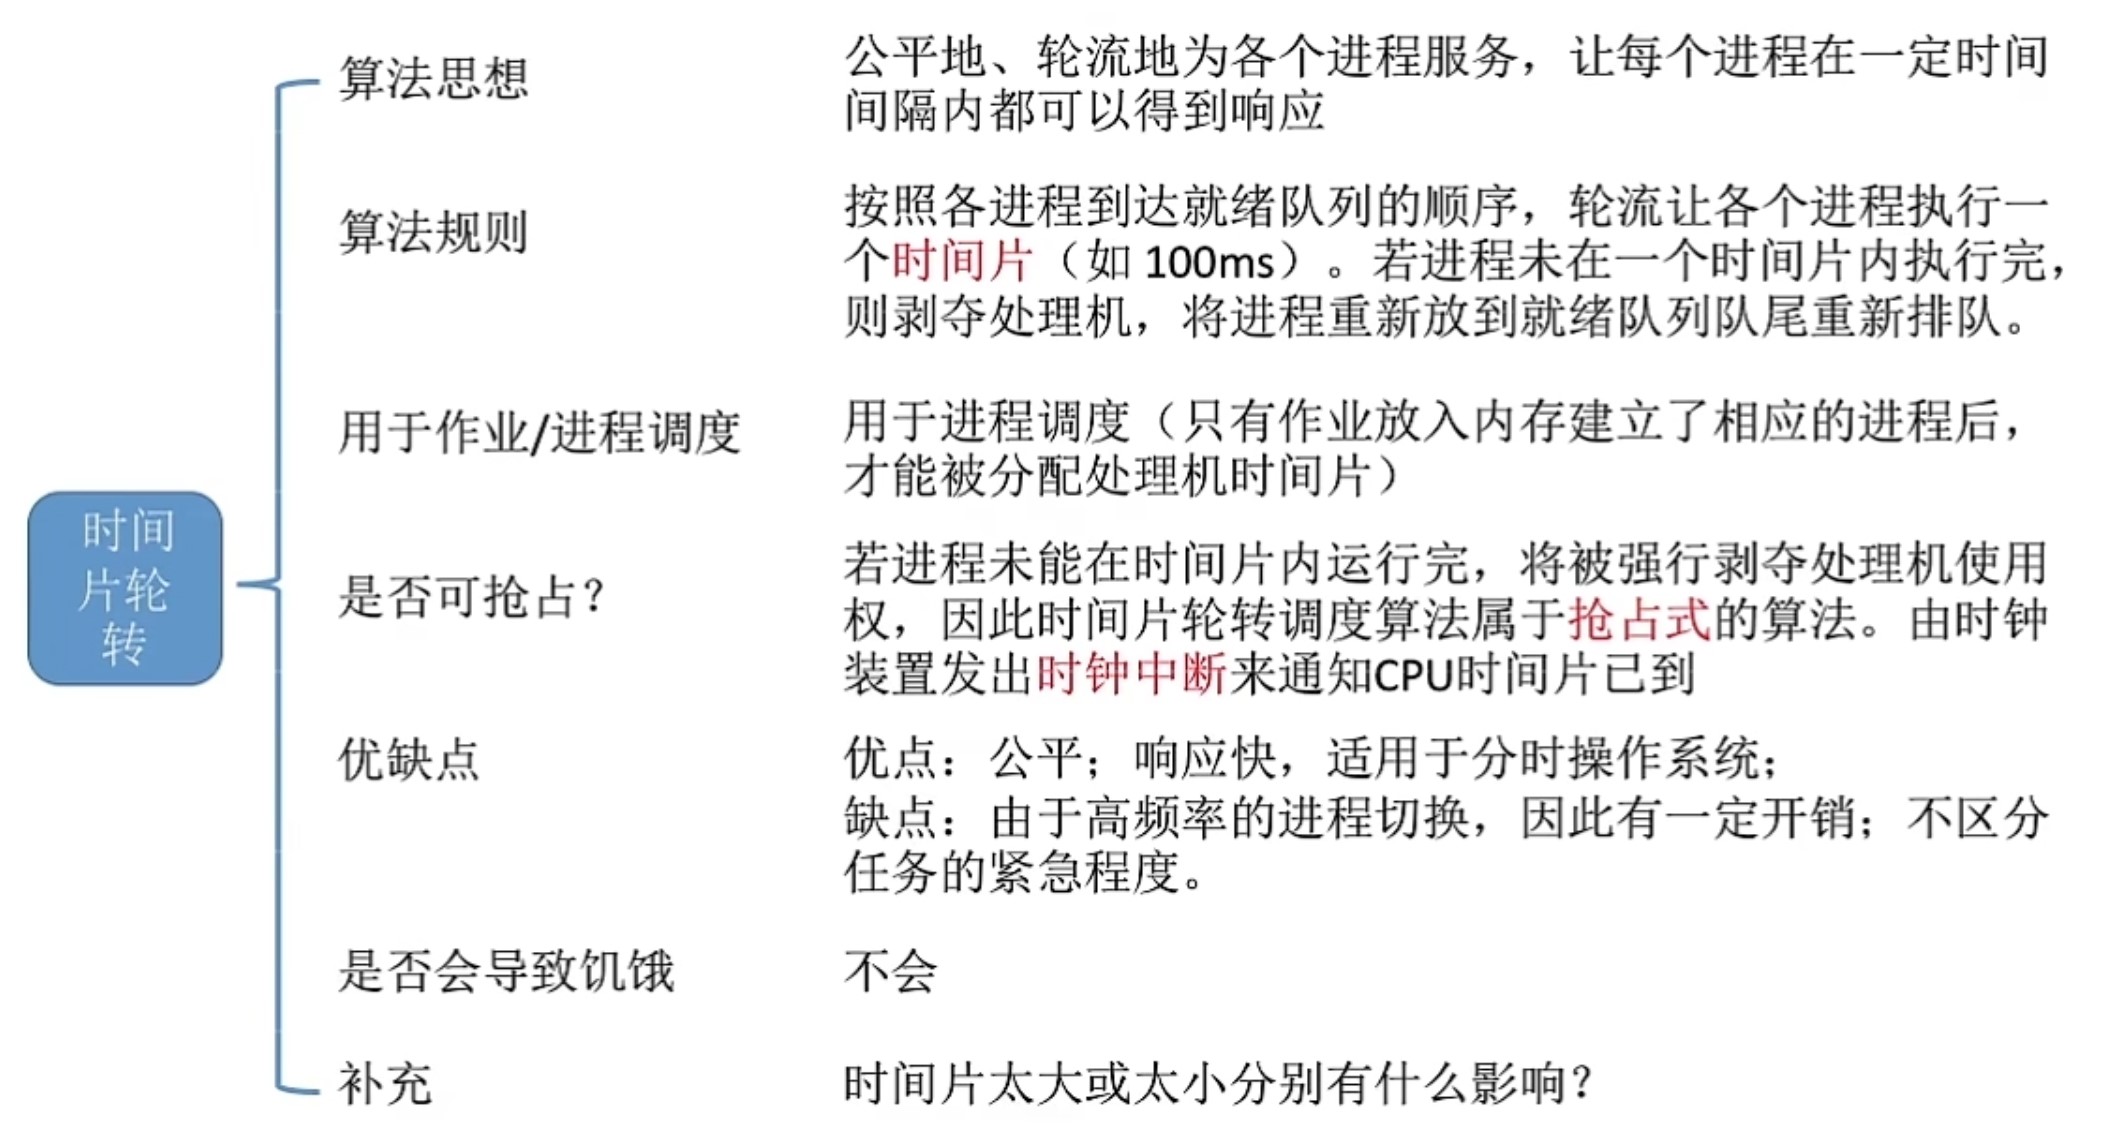 算法思想
公平地、轮流地为各个进程服务，让每个进程在一定时间
间隔内都可以得到响应
算法规则
按照各进程到达就绪队列的顺序，轮流让各个进程执行一
个时间片（如 100ms）。若进程未在一个时间片内执行完，
则剥夺处理机，将进程重新放到就绪队列队尾重新排队。
用于作业/进程调度
用于进程调度（只有作业放入内存建立了相应的进程后，
才能被分配处理机时间片）
时间
片轮
转
是否可抢占？
若进程未能在时间片内运行完，将被强行剥夺处理机使用
权，因此时间片轮转调度算法属于抢占式的算法。由时钟
装置发出时钟中断来通知CPU时间片已到
优缺点
优点：公平；响应快，适用于分时操作系统；
缺点：由于高频率的进程切换，因此有一定开销；不区分
任务的紧急程度。
是否会导致饥饿
不会
补充
时间片太大或太小分别有什么影响？